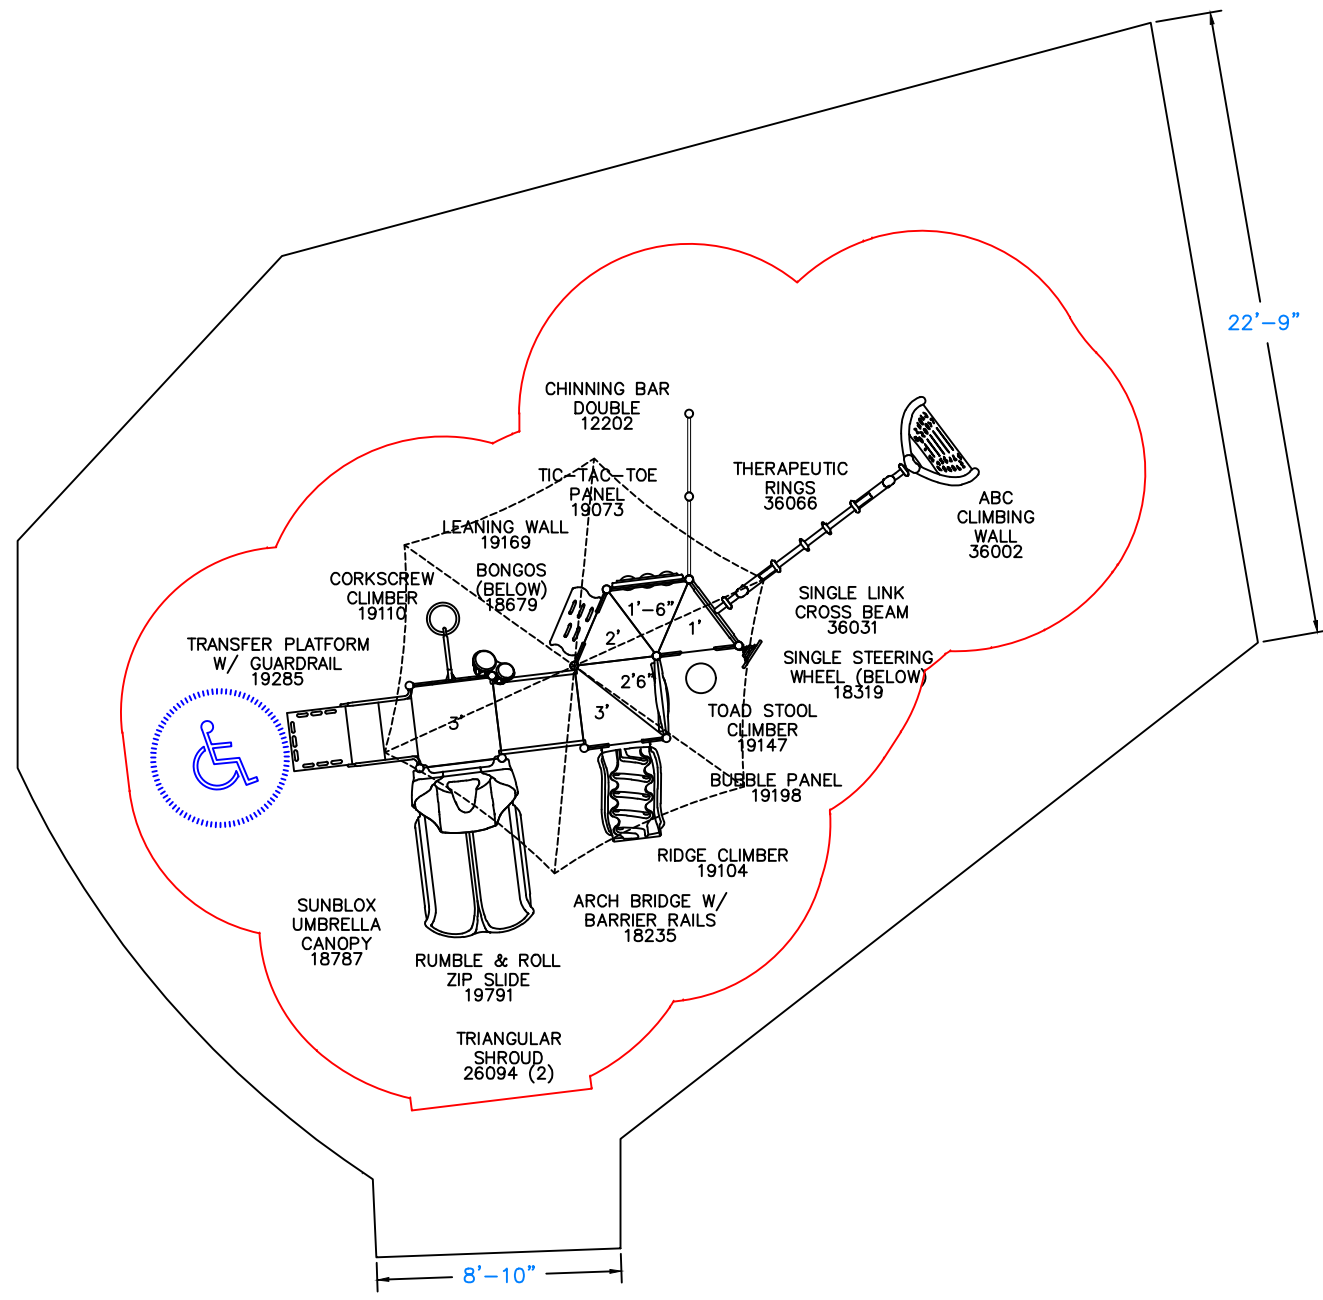 22'-9"
CHINNING BAR
DOUBLE
12202
TIC-TAC-TOE
PANEL
19073
THERAPEUTIC
RINGS
36066
ABC
CLIMBING
WALL
36002
LEANING WALL
19169
BONGOS
(BELOW)
18679
CORKSCREW
CLIMBER
19110
TRANSFER PLATFORM
W/ GUARDRAIL
19285
SINGLE LINK
CROSS BEAM
36031
SINGLE STEERING
WHEEL (BELOW)
18319
1'-6"
1'
2'
2'6"
3'
3'
TOAD STOOL
CLIMBER
19147
BUBBLE PANEL
19198
RIDGE CLIMBER
19104
ARCH BRIDGE W/
BARRIER RAILS
18235
SUNBLOX
UMBRELLA
CANOPY
18787
RUMBLE & ROLL
ZIP SLIDE
19791
TRIANGULAR
SHROUD
26094 (2)
8'-10"